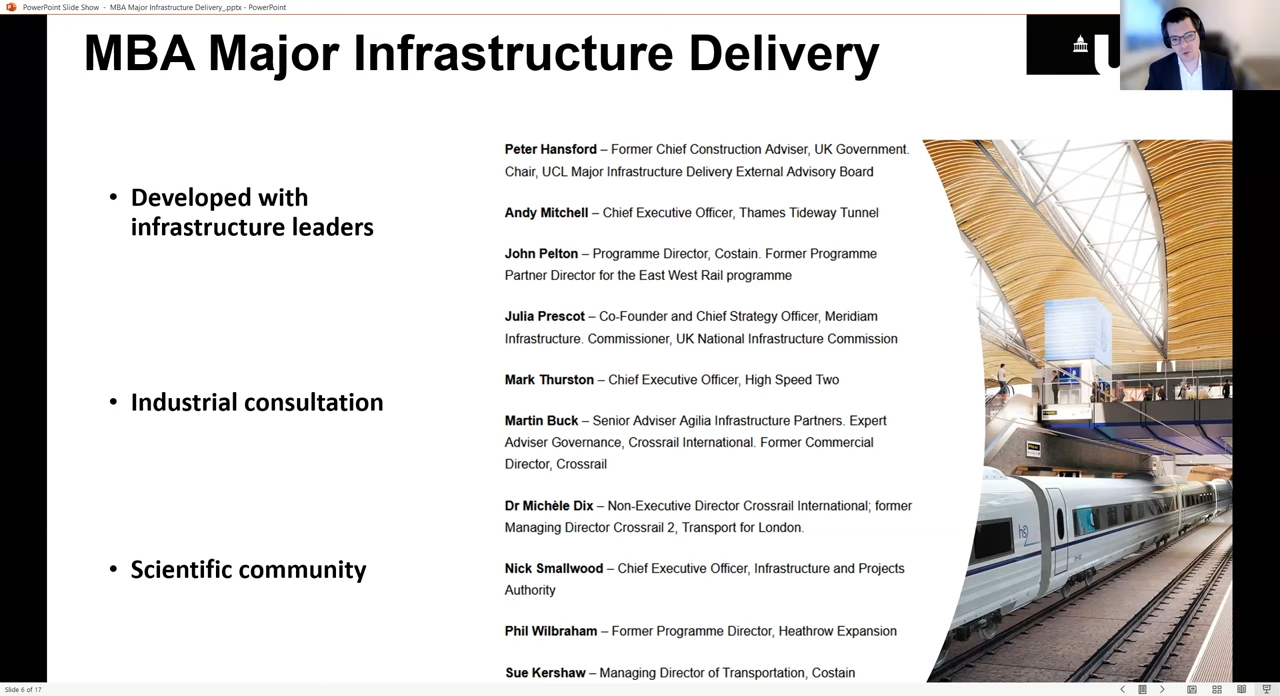 PowerPoint Slide Show - MBA Major Infrastructure Delivery_.pptx - PowerPoint
MBA Major Infrastructure Delivery
U
• Developed with
infrastructure leaders
• Industrial consultation
• Scientific community
Peter Hansford – Former Chief Construction Adviser, UK Government.
Chair, UCL Major Infrastructure Delivery External Advisory Board
Andy Mitchell – Chief Executive Officer, Thames Tideway Tunnel
John Pelton – Programme Director, Costain. Former Programme
Partner Director for the East West Rail programme
Julia Prescot – Co-Founder and Chief Strategy Officer, Meridiam
Infrastructure. Commissioner, UK National Infrastructure Commission
Mark Thurston – Chief Executive Officer, High Speed Two
Martin Buck – Senior Adviser Agilia Infrastructure Partners. Expert
Adviser Governance, Crossrail International. Former Commercial
Director, Crossrail
Dr Michèle Dix – Non-Executive Director Crossrail International; former
Managing Director Crossrail 2, Transport for London.
Nick Smallwood – Chief Executive Officer, Infrastructure and Projects
Authority
Phil Wilbraham – Former Programme Director, Heathrow Expansion
Sue Kershaw – Managing Director of Transportation, Costain
hs2
Slide 6 of 17